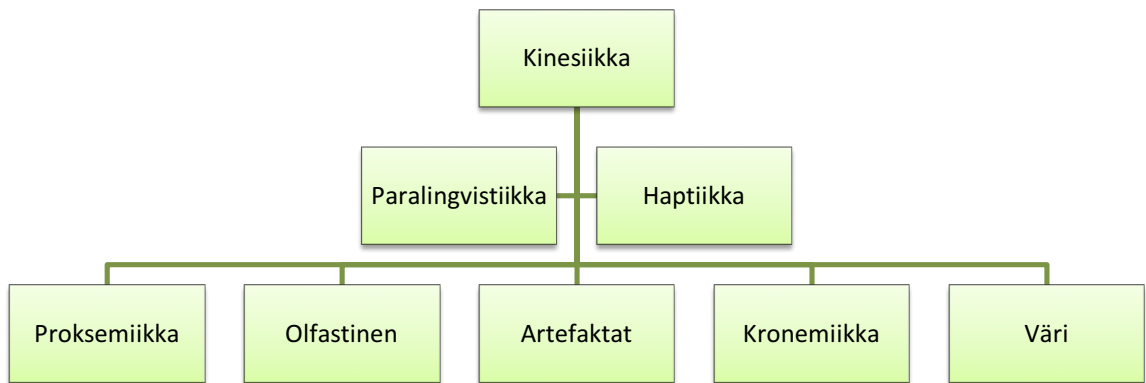 Kinesiikka
Paralingvistiikka
Haptiikka
Proksemiikka
Olfastinen
Artefaktat
Kronemiikka
Väri